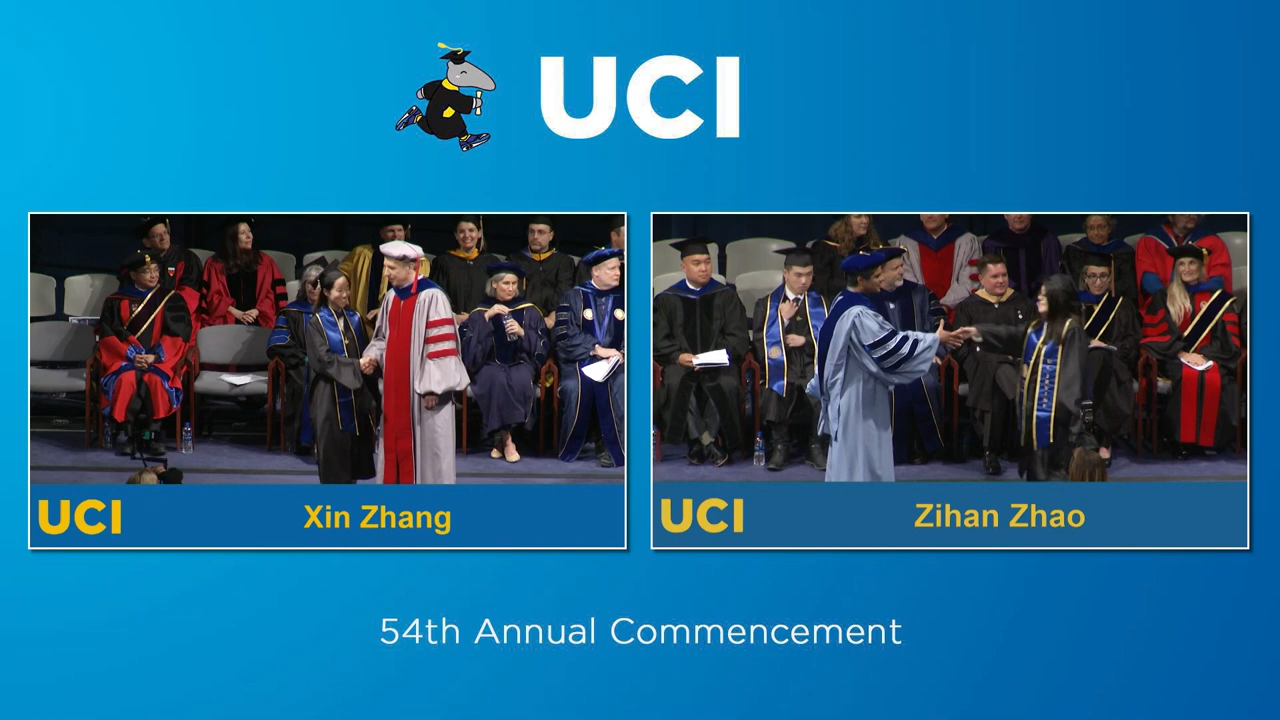 UCI
UCI
Xin Zhang
UCI
Zihan Zhao
54th Annual Commencement